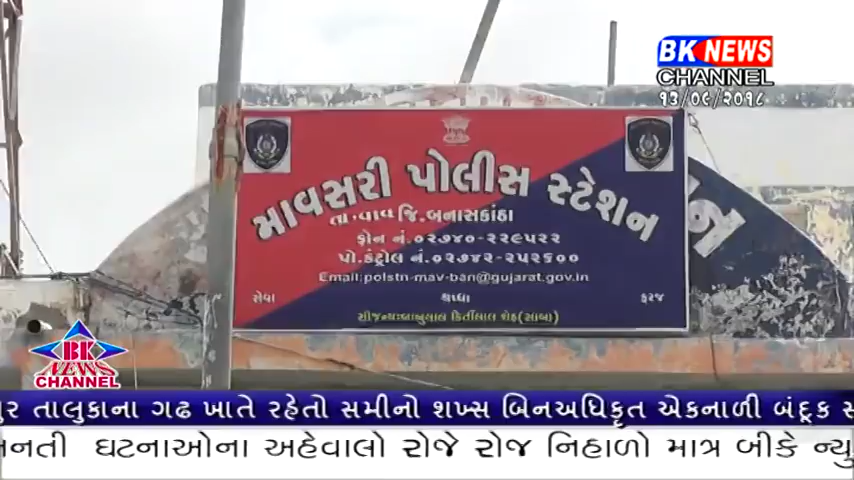 BK NEWS
CHANNEL
૧૩/૦૯/૨૦૧૮
માવસરી પોલીસ સ્ટેશન
તા.વાવ જિ.બનાસકાંઠા
ફોન નં.૦૨૭૪૦-૨૨૯૫૨૨
પો.કંટ્રોલ નં.૦૨૭૪૨-૨૫૨૬૦૦
Email:polstn-mav-ban@gujarat.gov.in
સેવા શ્રધ્ધા ફરજ
BK
NEWS
CHANNEL
પુર તાલુકાના ગઢ ખાતે રહેતો સમીનો શખ્સ બિનઅધિકૃત એકનાળી બંદૂક સ
નનતી ઘટનાઓના અહેવાલો રોજે રોજ નિહાળો માત્ર બીકે ન્યુ